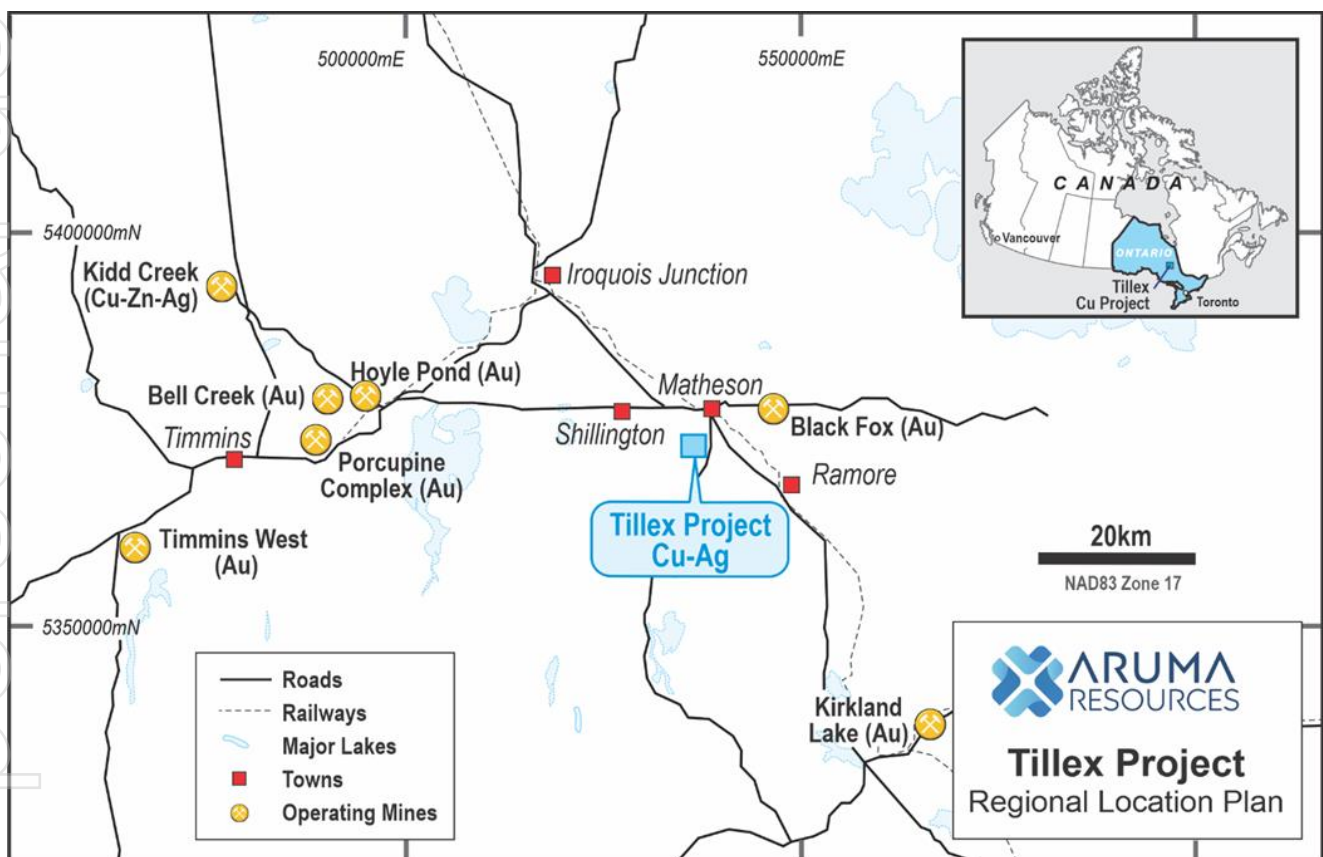 500000mE
550000mE
5400000mN
5350000mN
CANADA
Vancouver
ONTARIO
Tillex
Cu Project
Toronto
Kidd Creek
(Cu-Zn-Ag)
Iroquois Junction
Hoyle Pond (Au)
Bell Creek (Au)
Matheson
Timmins
Shillington
Black Fox (Au)
Porcupine
Complex (Au)
Ramore
Tillex Project
Cu-Ag
Timmins West
(Au)
20km
NAD83 Zone 17
Kirkland
Lake (Au)
Roads
Railways
Major Lakes
Towns
Operating Mines
ARUMA
RESOURCES
Tillex Project
Regional Location Plan